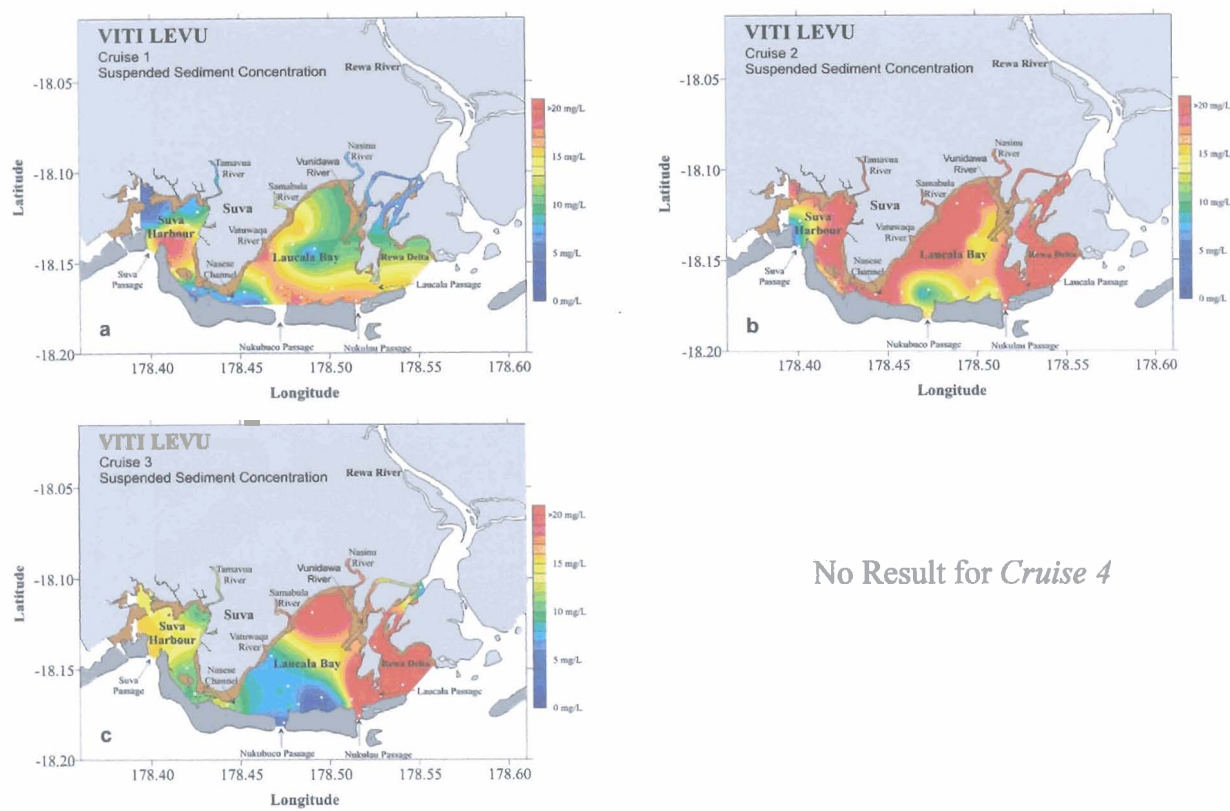 VITI LEVU
Cruise 1
Suspended Sediment Concentration
Rewa River
-18.05
>20 mg/L
15 mg/L
10 mg/L
5 mg/L
0 mg/L
Latitude
-18.10
Tamavua
River
Vunidawa
River
Nasinu
River
Samabula
River
Suva
Suva
Harbour
Vatuwaqa
River
Laucala Bay
Rewa Delta
-18.15
Suva
Passage
Nasese
Channel
Laucala Passage
a
Nukubuco Passage
Nukulau Passage
-18.20
178.40 178.45 178.50 178.55 178.60
Longitude
VITI LEVU
Cruise 2
Suspended Sediment Concentration
Rewa River
-18.05
>20 mg/L
15 mg/L
10 mg/L
5 mg/L
0 mg/L
Latitude
-18.10
Tamavua
River
Vunidawa
River
Nasinu
River
Samabula
River
Suva
Suva
Harbour
Vatuwaqa
River
Laucala Bay
Rewa Delta
-18.15
Suva
Passage
Nasese
Channel
Laucala Passage
b
Nukubuco Passage
Nukulau Passage
-18.20
178.40 178.45 178.50 178.55 178.60
Longitude
VITI LEVU
Cruise 3
Suspended Sediment Concentration
Rewa River
-18.05
>20 mg/L
15 mg/L
10 mg/L
5 mg/L
0 mg/L
Latitude
-18.10
Tamavua
River
Vunidawa
River
Nasinu
River
Samabula
River
Suva
Suva
Harbour
Vatuwaqa
River
Laucala Bay
Rewa Delta
-18.15
Suva
Passage
Nasese
Channel
Laucala Passage
c
Nukubuco Passage
Nukulau Passage
-18.20
178.40 178.45 178.50 178.55 178.60
Longitude
No Result for Cruise 4